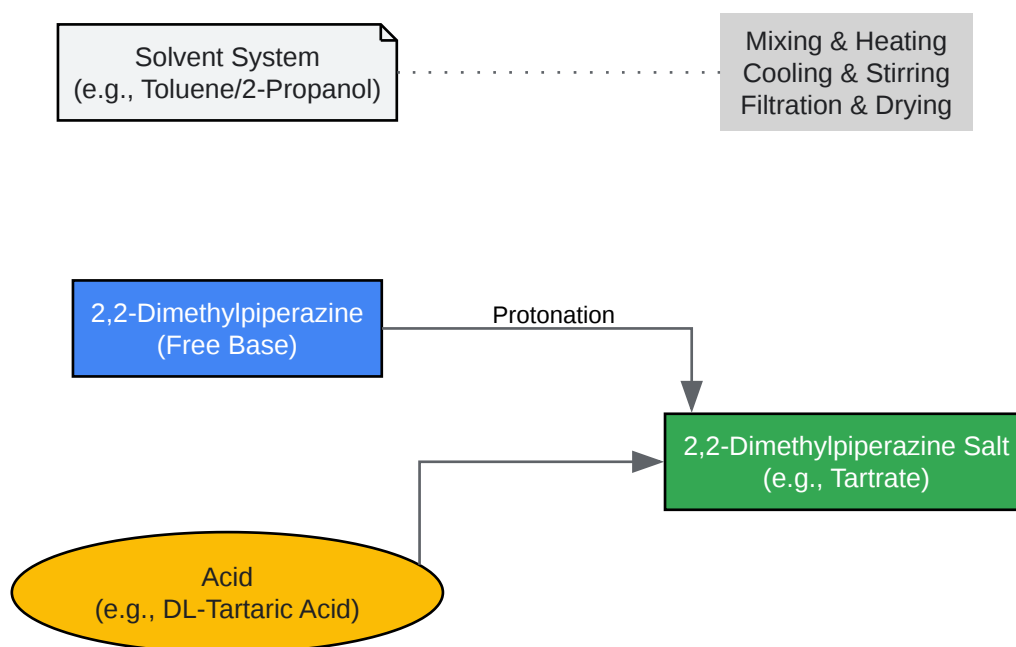 Solvent System
(e.g., Toluene/2-Propanol)
Mixing & Heating
Cooling & Stirring
Filtration & Drying
2,2-Dimethylpiperazine
(Free Base)
Protonation
2,2-Dimethylpiperazine Salt
(e.g., Tartrate)
Acid
(e.g., DL-Tartaric Acid)